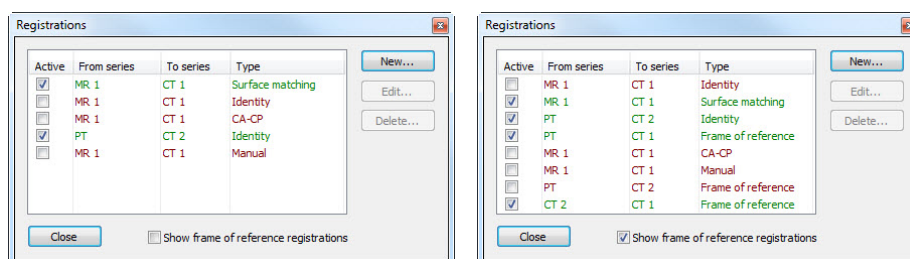 Registrations
Active From series To series Type
MR 1 CT 1 Surface matching
MR 1 CT 1 Identity
MR 1 CT 1 CA-CP
PT CT 2 Identity
MR 1 CT 1 Manual
New...
Edit...
Delete...
Close Show frame of reference registrations
Registrations
Active From series To series Type
MR 1 CT 1 Identity
MR 1 CT 1 Surface matching
PT CT 2 Identity
PT CT 1 Frame of reference
MR 1 CT 1 CA-CP
MR 1 CT 1 Manual
PT CT 2 Frame of reference
CT 2 CT 1 Frame of reference
New...
Edit...
Delete...
Close Show frame of reference registrations